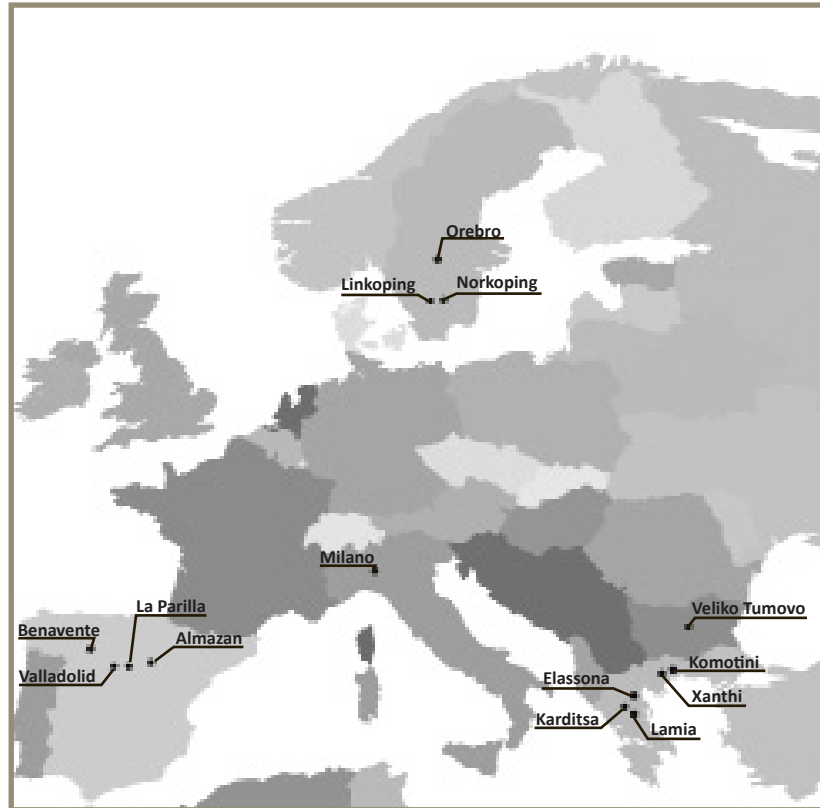 Orebro
Linkoping
Norkoping
Milano
La Parilla
Benavente
Almazan
Valladolid
Veliko Tumovo
Komotini
Elassona
Xanthi
Karditsa
Lamia